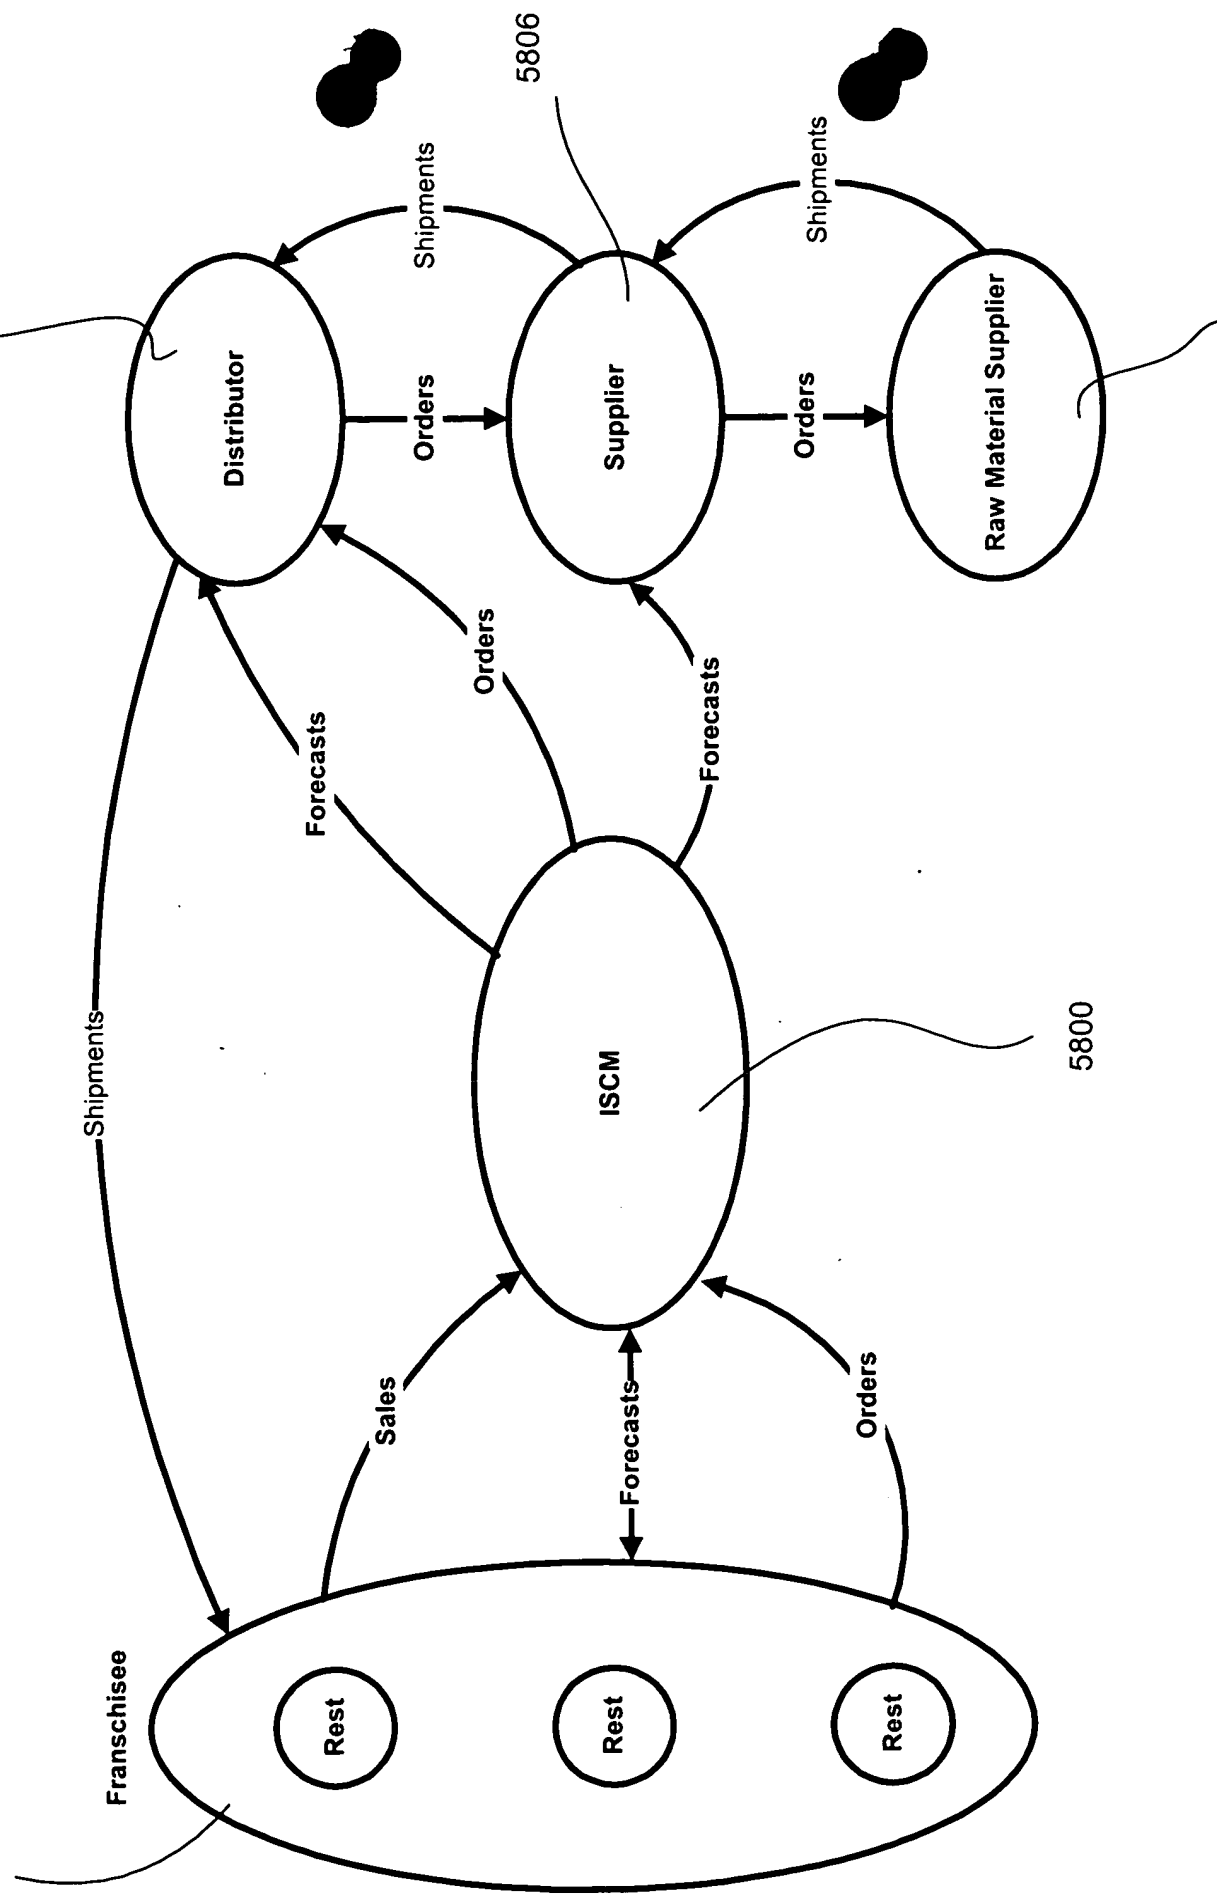 Shipments
Franschisee
Distributor
Forecasts
Rest
Sales
Orders
Shipments
Orders
5806
Rest
Forecasts
ISCM
Supplier
Forecasts
Orders
Shipments
Orders
Rest
Raw Material Supplier
5800